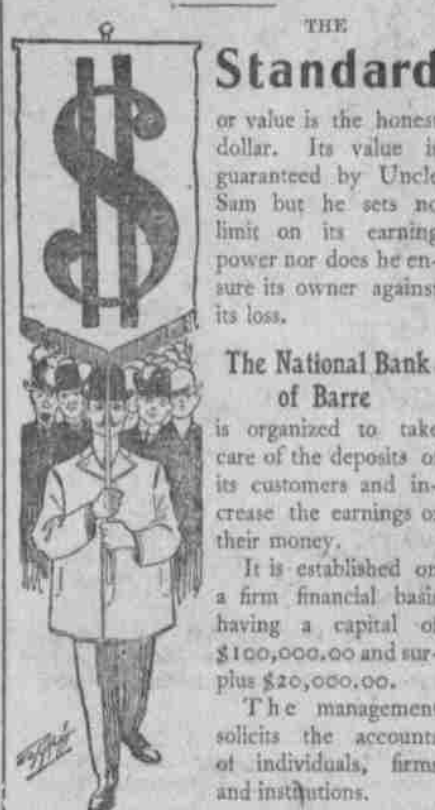 THE
Standard
or value is the honest
dollar. Its value is
guaranteed by Uncle
Sam but he sets no
limit on its earning
power nor does he en-
sure its owner against
its loss.
The National Bank
of Barre
is organized to take
care of the deposits of
its customers and in-
crease the earnings of
their money.
It is established on
a firm financial basis
having a capital of
$100,000.00 and sur-
plus $20,000.00.
The management
solicits the accounts
of individuals, firms
and institutions.
$